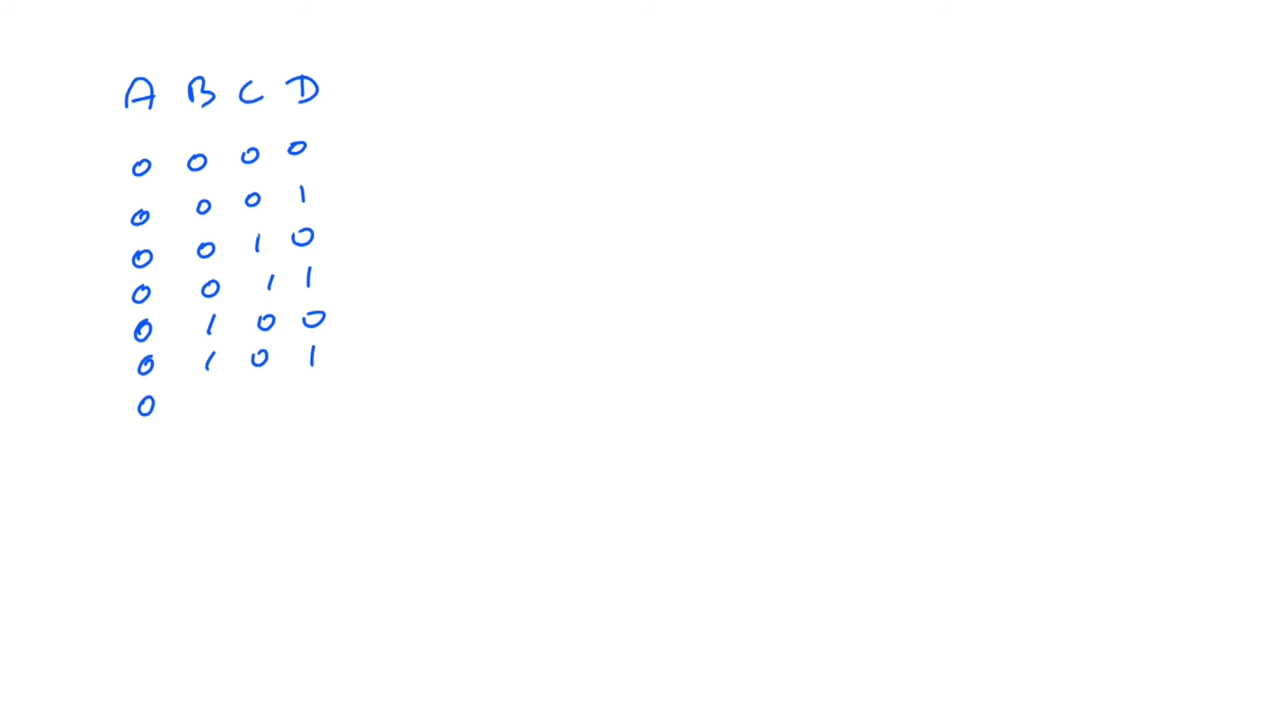 A B C D
0 0 0 0
0 0 0 1
0 0 1 0
0 0 1 1
0 1 0 0
0 1 0 1
0